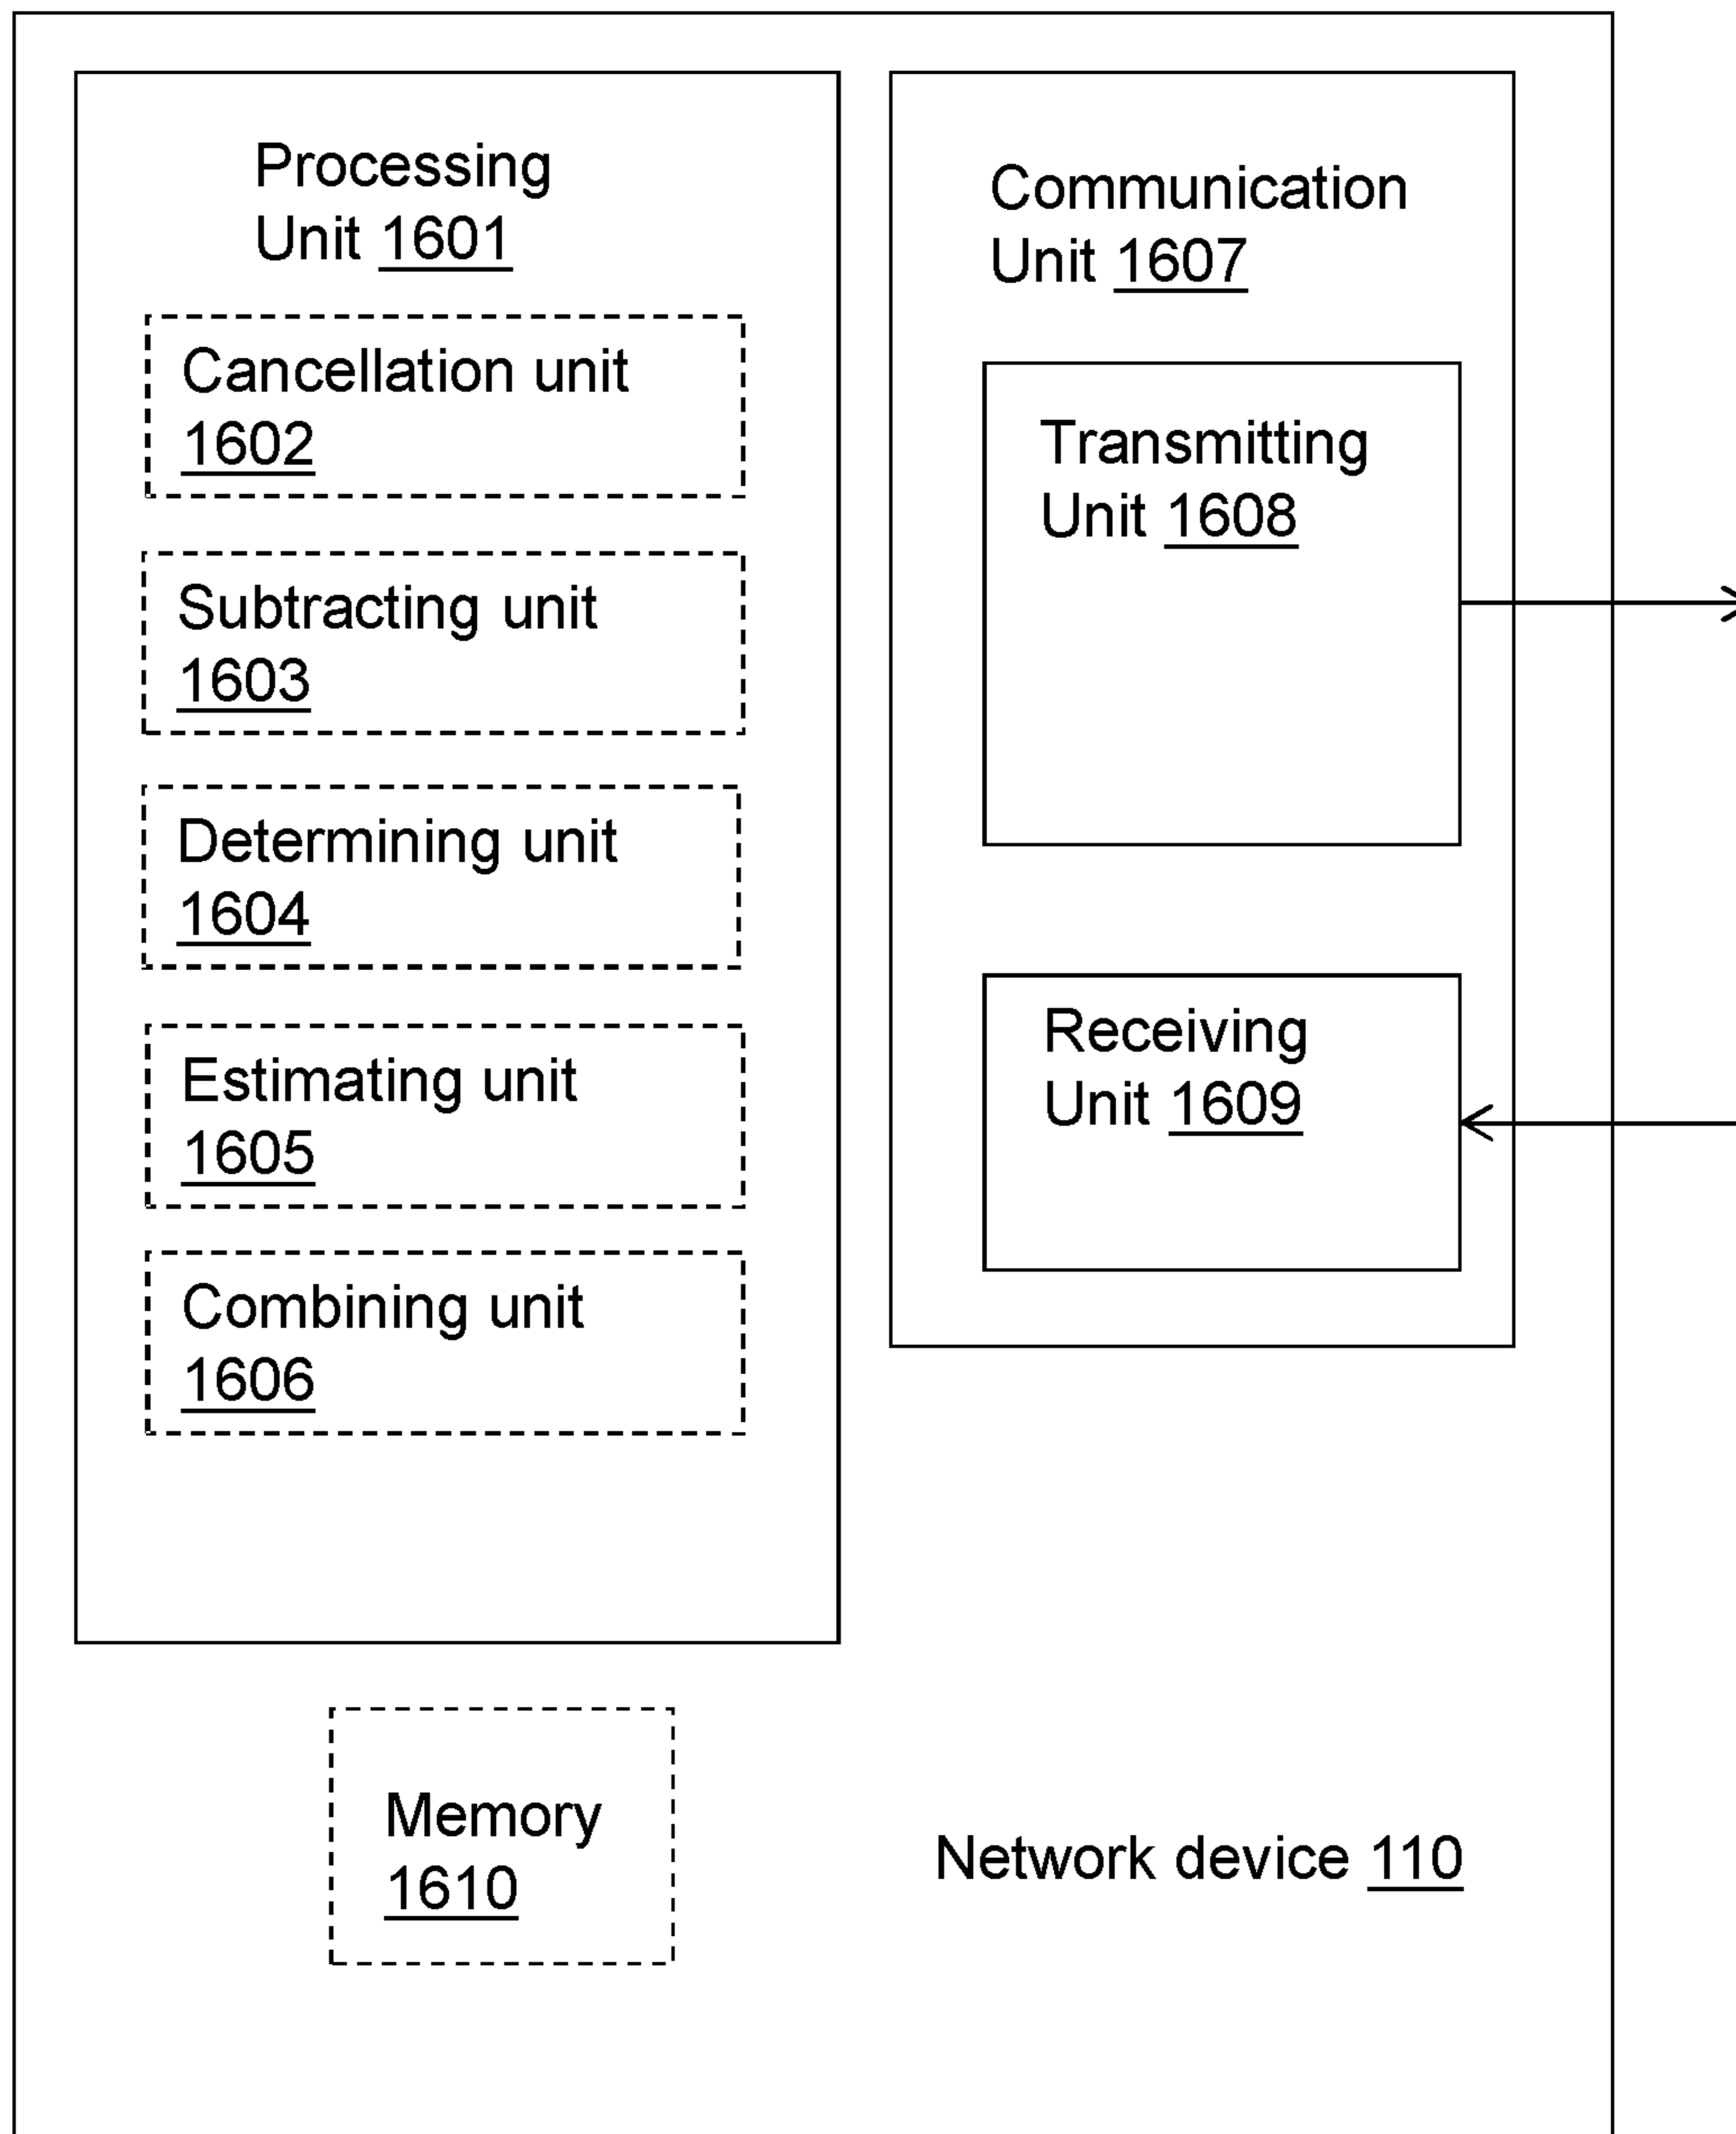 Processing
Unit 1601
Cancellation unit
1602
Subtracting unit
1603
Determining unit
1604
Estimating unit
1605
Combining unit
1606
Communication
Unit 1607
Transmitting
Unit 1608
Receiving
Unit 1609
Memory
1610
Network device 110